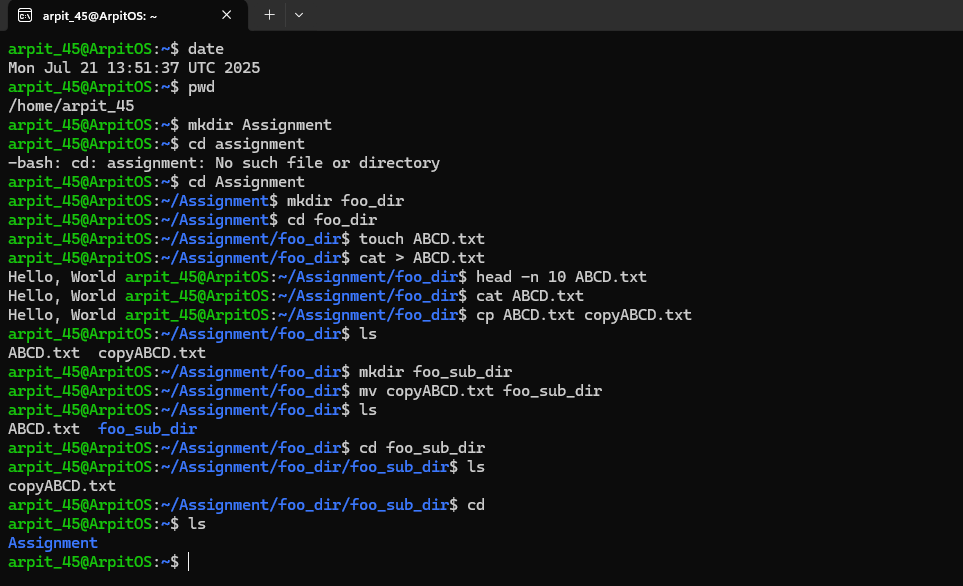 arpit_45@ArpitOS: ~
arpit_45@ArpitOS:~$ date
Mon Jul 21 13:51:37 UTC 2025
arpit_45@ArpitOS:~$ pwd
/home/arpit_45
arpit_45@ArpitOS:~$ mkdir Assignment
arpit_45@ArpitOS:~$ cd assignment
-bash: cd: assignment: No such file or directory
arpit_45@ArpitOS:~$ cd Assignment
arpit_45@ArpitOS:~/Assignment$ mkdir foo_dir
arpit_45@ArpitOS:~/Assignment$ cd foo_dir
arpit_45@ArpitOS:~/Assignment/foo_dir$ touch ABCD.txt
arpit_45@ArpitOS:~/Assignment/foo_dir$ cat > ABCD.txt
Hello, World arpit_45@ArpitOS:~/Assignment/foo_dir$ head -n 10 ABCD.txt
Hello, World arpit_45@ArpitOS:~/Assignment/foo_dir$ cat ABCD.txt
Hello, World arpit_45@ArpitOS:~/Assignment/foo_dir$ cp ABCD.txt copyABCD.txt
arpit_45@ArpitOS:~/Assignment/foo_dir$ ls
ABCD.txt  copyABCD.txt
arpit_45@ArpitOS:~/Assignment/foo_dir$ mkdir foo_sub_dir
arpit_45@ArpitOS:~/Assignment/foo_dir$ mv copyABCD.txt foo_sub_dir
arpit_45@ArpitOS:~/Assignment/foo_dir$ ls
ABCD.txt  foo_sub_dir
arpit_45@ArpitOS:~/Assignment/foo_dir$ cd foo_sub_dir
arpit_45@ArpitOS:~/Assignment/foo_dir/foo_sub_dir$ ls
copyABCD.txt
arpit_45@ArpitOS:~/Assignment/foo_dir/foo_sub_dir$ cd
arpit_45@ArpitOS:~$ ls
Assignment
arpit_45@ArpitOS:~$